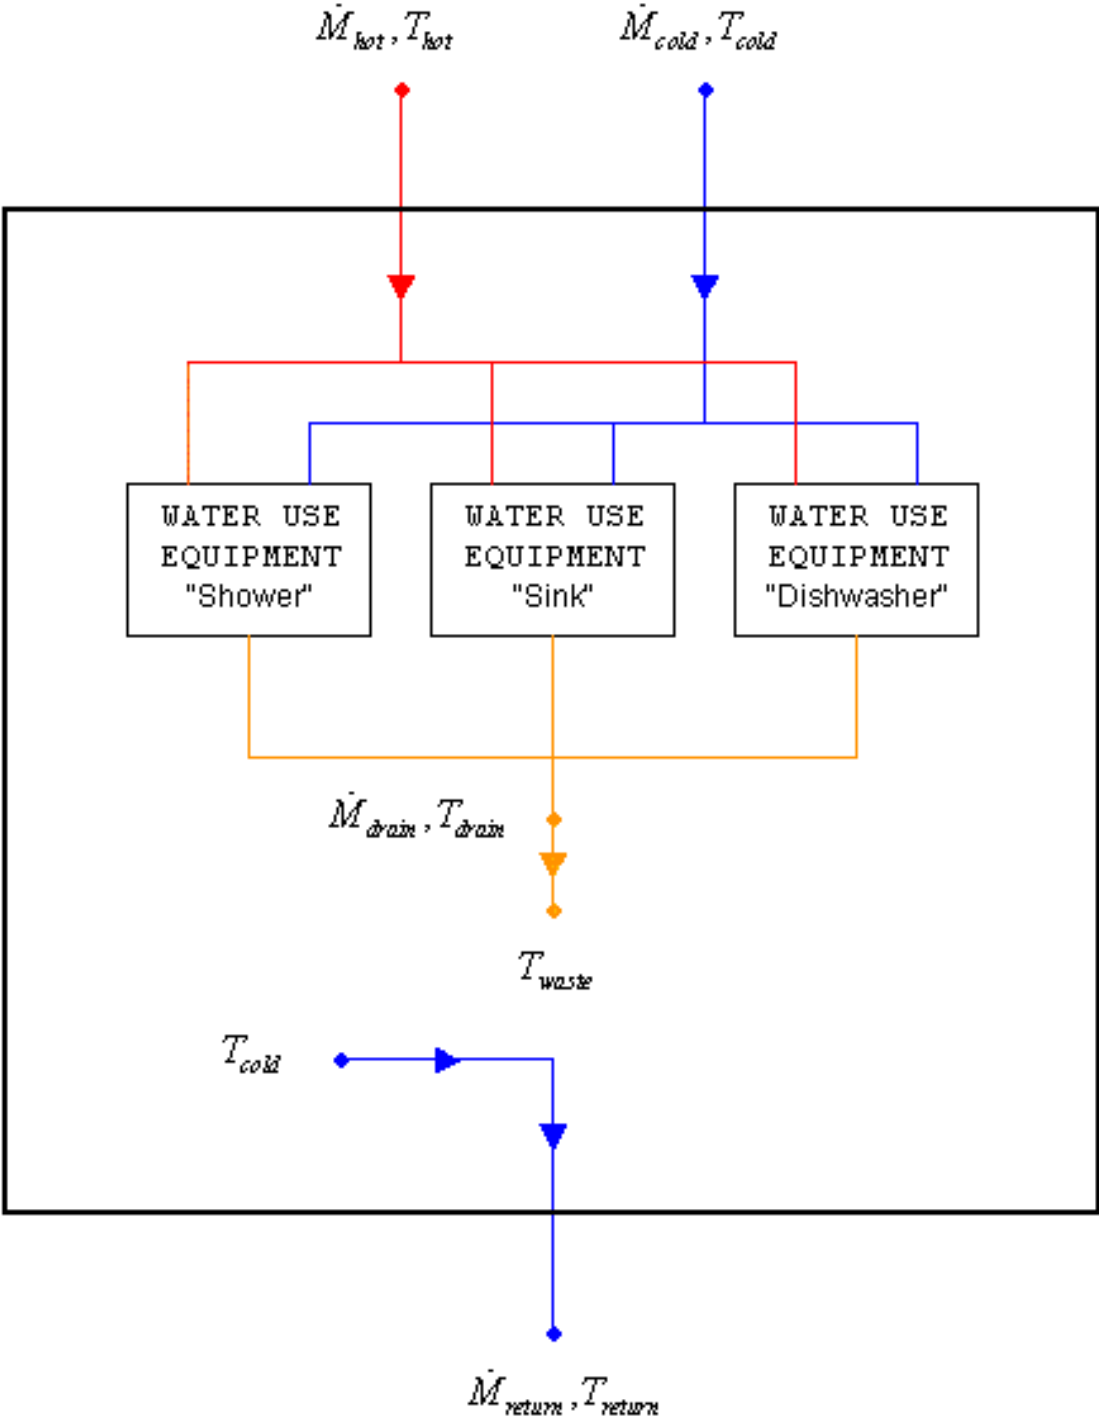 Ṁhot, Thot
Ṁcold, Tcold
WATER USE
EQUIPMENT
"Shower"
WATER USE
EQUIPMENT
"Sink"
WATER USE
EQUIPMENT
"Dishwasher"
Ṁdrain, Tdrain
Twaste
Tcold
Ṁreturn, Treturn